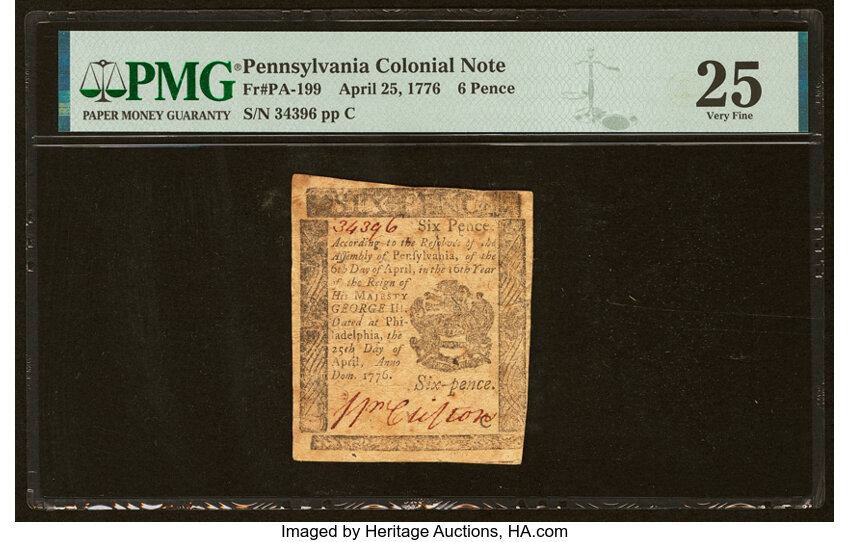 PMG® Pennsylvania Colonial Note
Fr#PA-199 April 25, 1776 6 Pence
PAPER MONEY GUARANTY S/N 34396 pp C
25
Very Fine
SIX-PENCE
34396 Six Pence.
According to the Resolves of the
Assembly of Pensylvania, of the
6th Day of April, in the 16th Year
of the Reign of
His MAJESTY
GEORGE III.
Dated at Phi-
ladelphia, the
25th Day of
April, Anno
Dom. 1776.
Six-pence.
Wm Clifton
C
Imaged by Heritage Auctions, HA.com